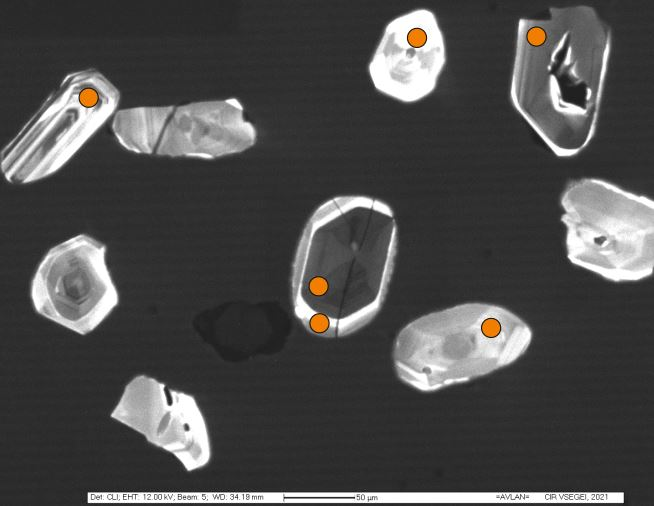 Det: CLI; EHT: 12.00 kV; Beam: 5; WD: 34.19 mm 50 µm =AVLAN= CIR VSEGEI, 2021